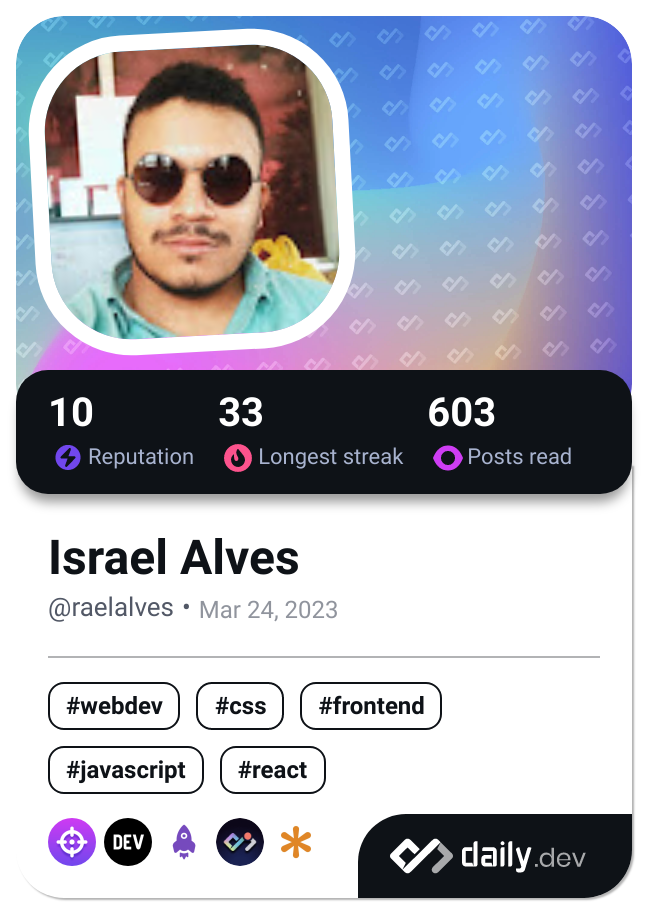 10 33 603
Reputation Longest streak Posts read
Israel Alves
@raelalves • Mar 24, 2023
#webdev #css #frontend
#javascript #react
DEV
daily.dev